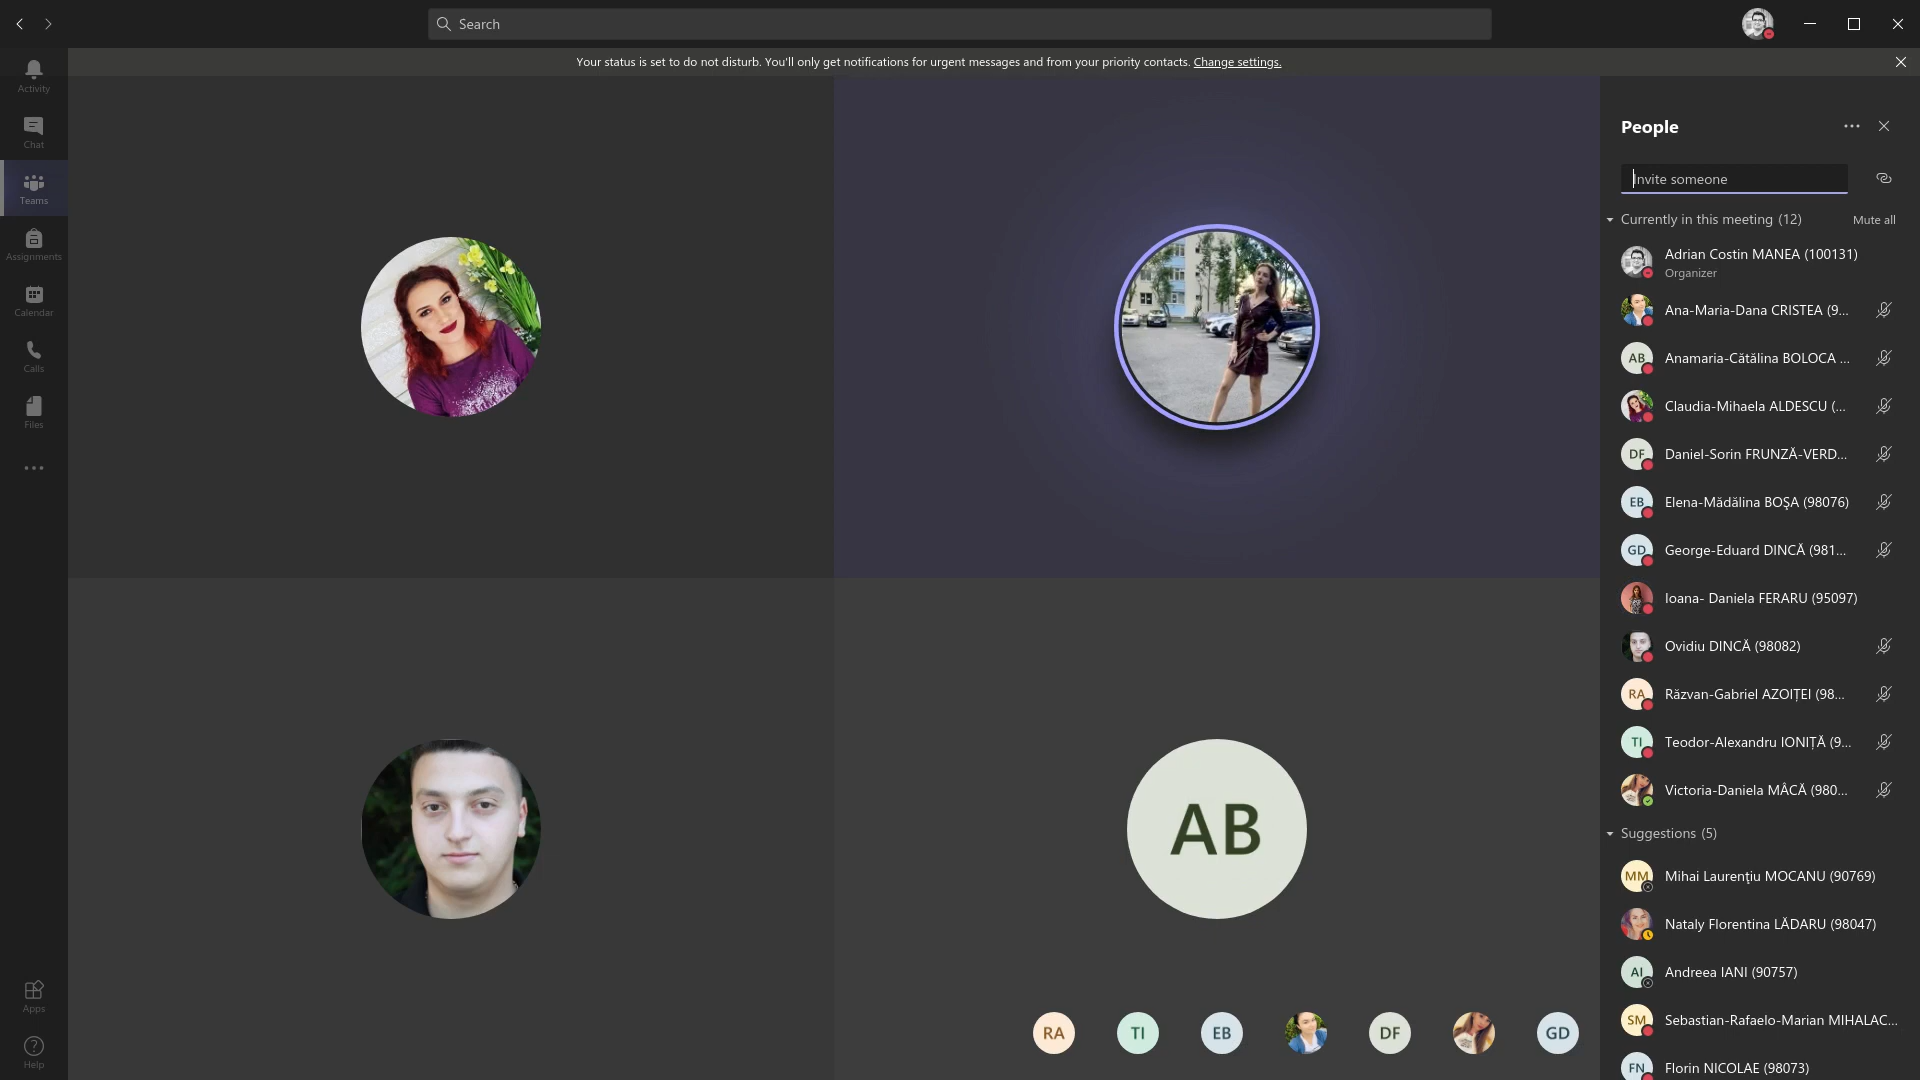 Search
Your status is set to do not disturb. You'll only get notifications for urgent messages and from your priority contacts. Change settings.
Activity
Chat
Teams
Assignments
Calendar
Calls
Files
Apps
Help
AB
RA
TI
EB
DF
GD
People
Invite someone
Currently in this meeting (12)
Mute all
Adrian Costin MANEA (100131)
Organizer
Ana-Maria-Dana CRISTEA (9...
AB
Anamaria-Cătălina BOLOCA ...
Claudia-Mihaela ALDESCU (...
DF
Daniel-Sorin FRUNZĂ-VERD...
EB
Elena-Mădălina BOŞA (98076)
GD
George-Eduard DINCĂ (981...
Ioana- Daniela FERARU (95097)
Ovidiu DINCĂ (98082)
RA
Răzvan-Gabriel AZOIȚEI (98...
TI
Teodor-Alexandru IONIȚĂ (9...
Victoria-Daniela MÂCĂ (980...
Suggestions (5)
MM
Mihai Laurenţiu MOCANU (90769)
Nataly Florentina LĂDARU (98047)
AI
Andreea IANI (90757)
SM
Sebastian-Rafaelo-Marian MIHALAC...
FN
Florin NICOLAE (98073)